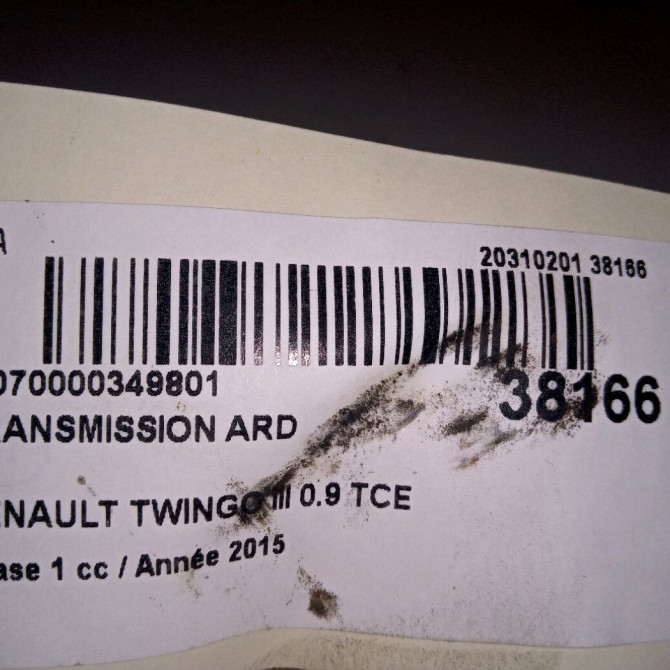 A
20310201 38166
070000349801
38166
ANSMISSION ARD
NAULT TWINGO III 0.9 TCE
ase 1 cc / Année 2015